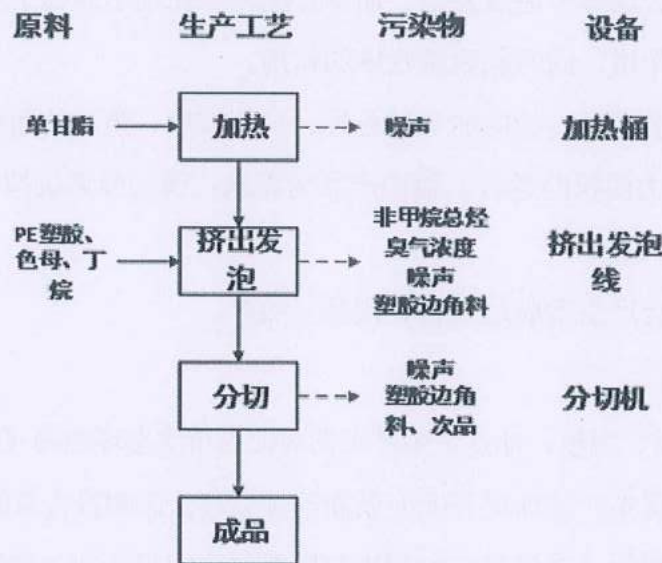 原料 生产工艺 污染物 设备
单甘脂 加热 噪声 加热桶
PE塑胶、
色母、丁
烷
挤出发
泡
非甲烷总烃
臭气浓度
噪声
塑胶边角料
挤出发泡
线
分切
噪声
塑胶边角
料、次品
分切机
成品